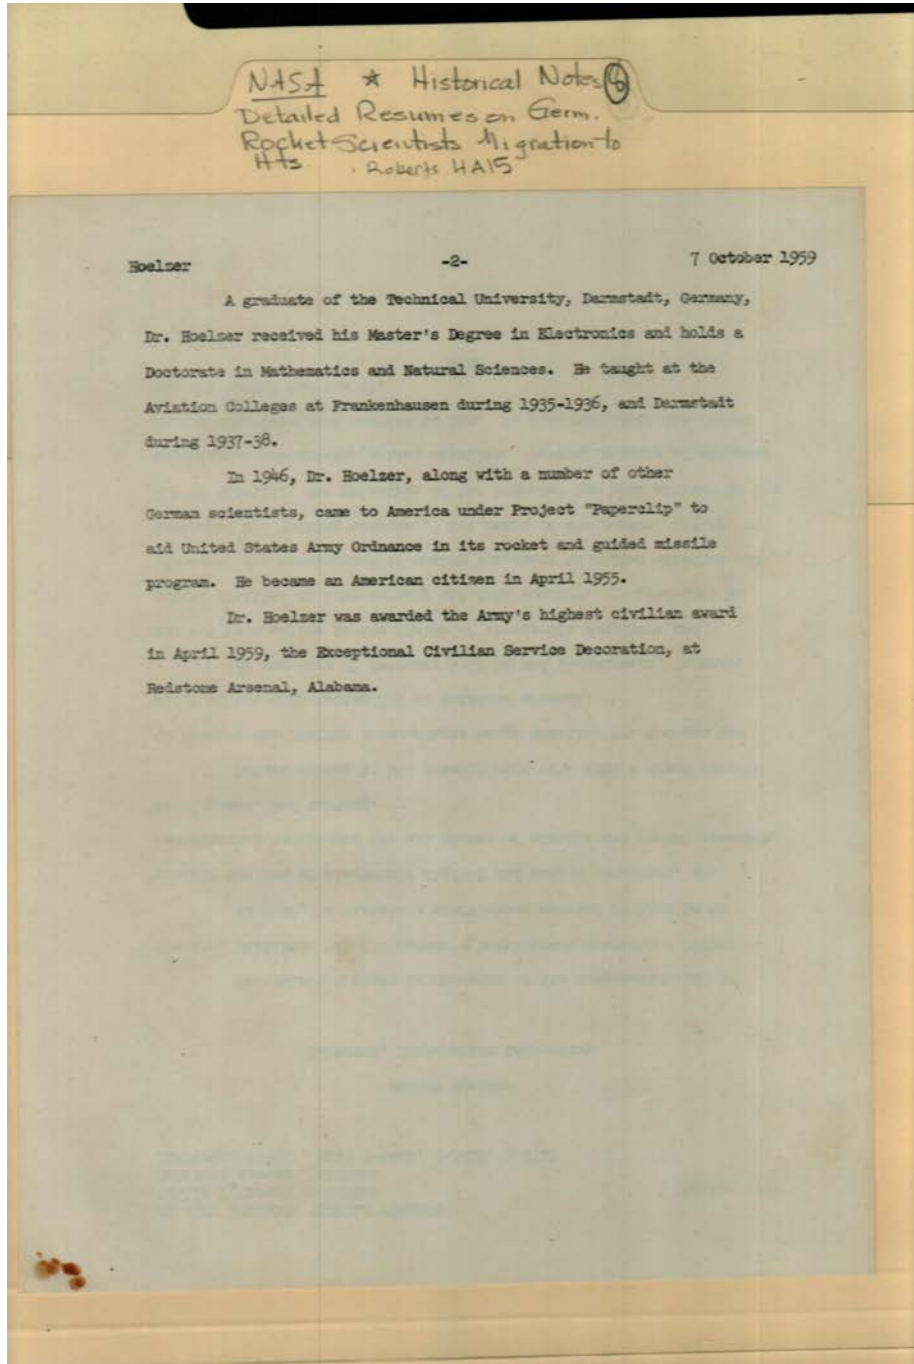 NASA ★ Historical Notes 8
Detailed Resumes on Germ.
Rocket Scientists Migration to
Hts
Roberts HA15
Hoelzer -2- 7 October 1959
A graduate of the Technical University, Darmstadt, Germany,
Dr. Hoelzer received his Master's Degree in Electronics and holds a
Doctorate in Mathematics and Natural Sciences. He taught at the
Aviation Colleges at Frankenhausen during 1935-1936, and Darmstadt
during 1937-38.
In 1946, Dr. Hoelzer, along with a number of other
German scientists, came to America under Project "Paperclip" to
aid United States Army Ordnance in its rocket and guided missile
program. He became an American citizen in April 1955.
Dr. Hoelzer was awarded the Army's highest civilian award
in April 1959, the Exceptional Civilian Service Decoration, at
Redstone Arsenal, Alabama.